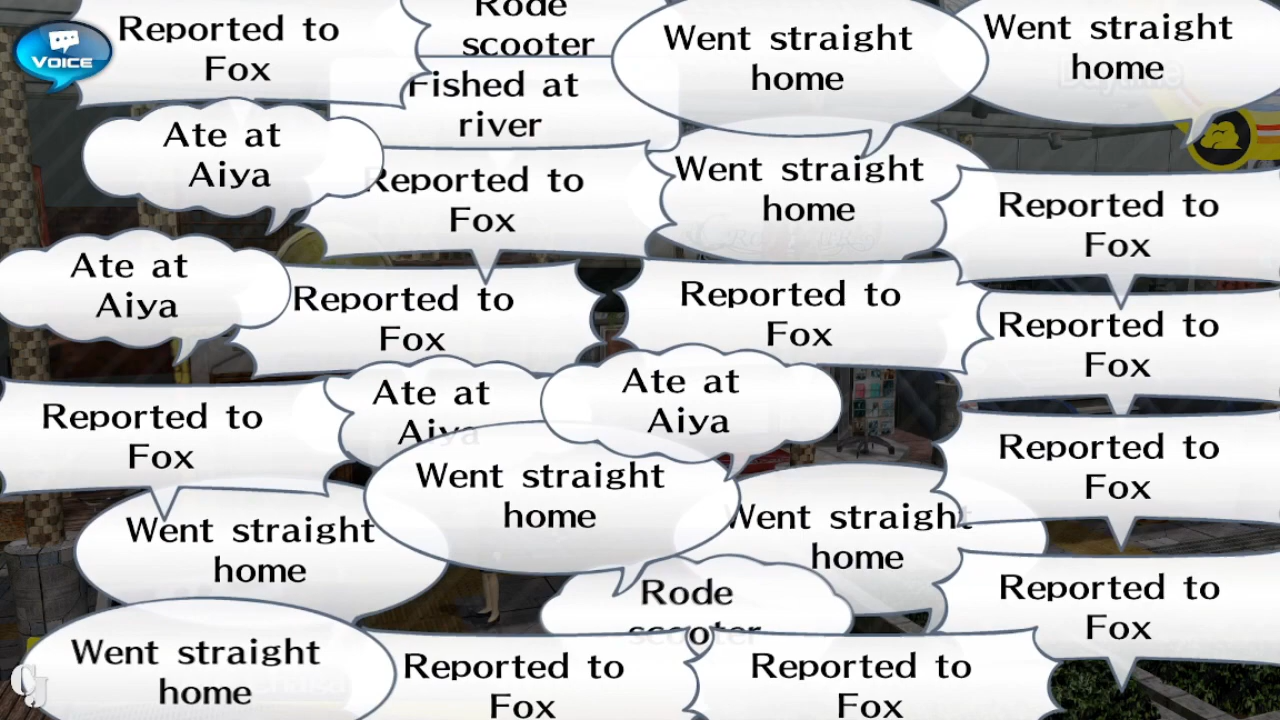 VOICE
Reported to
Fox
Rode
scooter
Went straight
home
Went straight
home
Fished at
river
Ate at
Aiya
Reported to
Fox
Went straight
home
Reported to
Fox
Ate at
Aiya
Reported to
Fox
Reported to
Fox
Reported to
Fox
Reported to
Fox
Ate at
Aiya
Ate at
Aiya
Reported to
Fox
Went straight
home
Went straight
home
Went straight
home
Reported to
Fox
Rode
scooter
Went straight
home
Reported to
Fox
Reported to
Fox